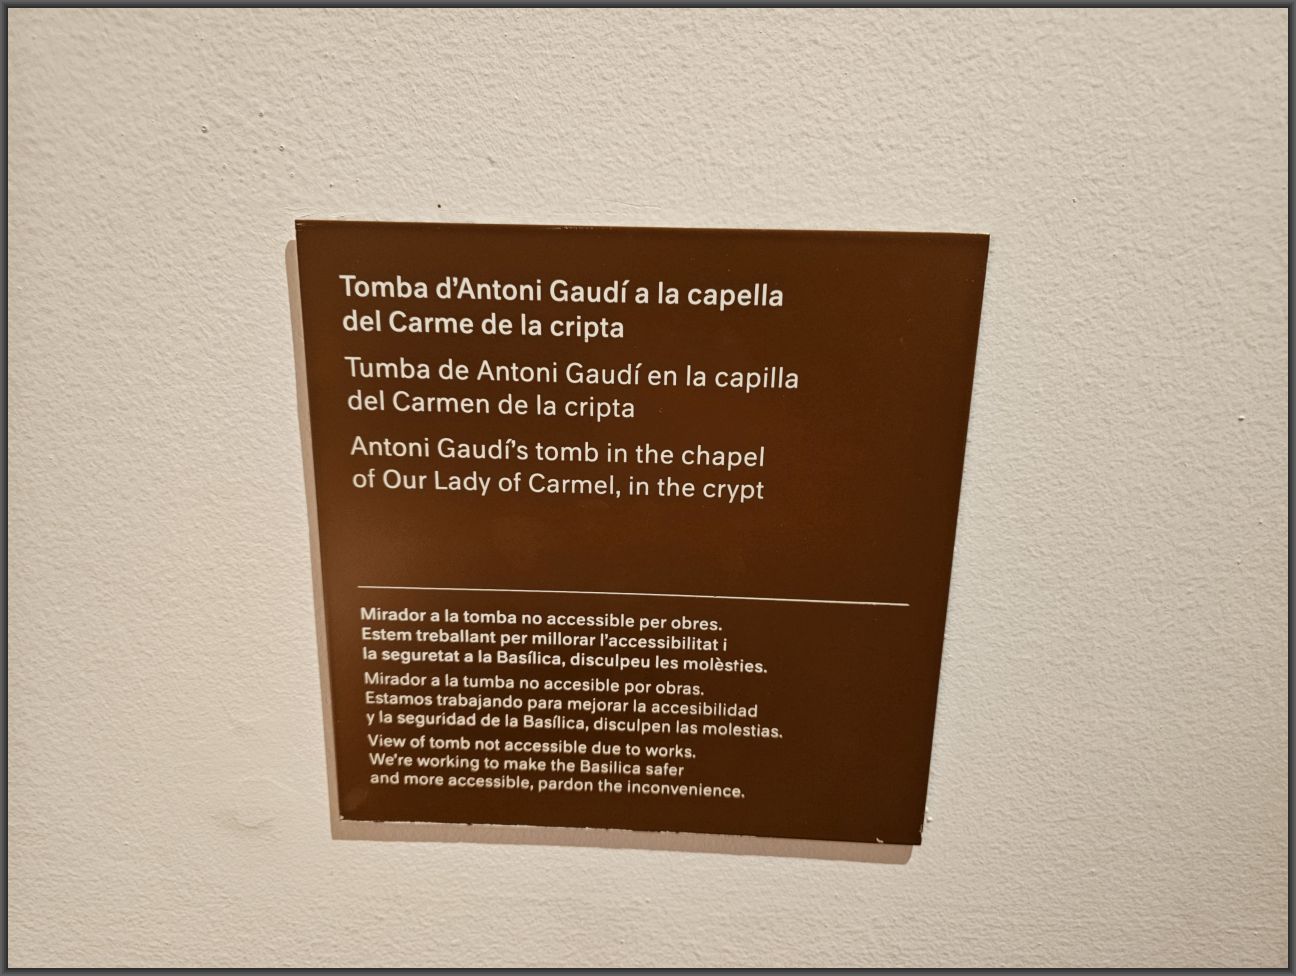 Tomba d'Antoni Gaudí a la capella
del Carme de la cripta
Tumba de Antoni Gaudí en la capilla
del Carmen de la cripta
Antoni Gaudí's tomb in the chapel
of Our Lady of Carmel, in the crypt
Mirador a la tomba no accessible per obres.
Estem treballant per millorar l'accessibilitat i
la seguretat a la Basílica, disculpeu les molèsties.
Mirador a la tumba no accesible por obras.
Estamos trabajando para mejorar la accesibilidad
y la seguridad de la Basílica, disculpen las molestias.
View of tomb not accessible due to works.
We're working to make the Basilica safer
and more accessible, pardon the inconvenience.